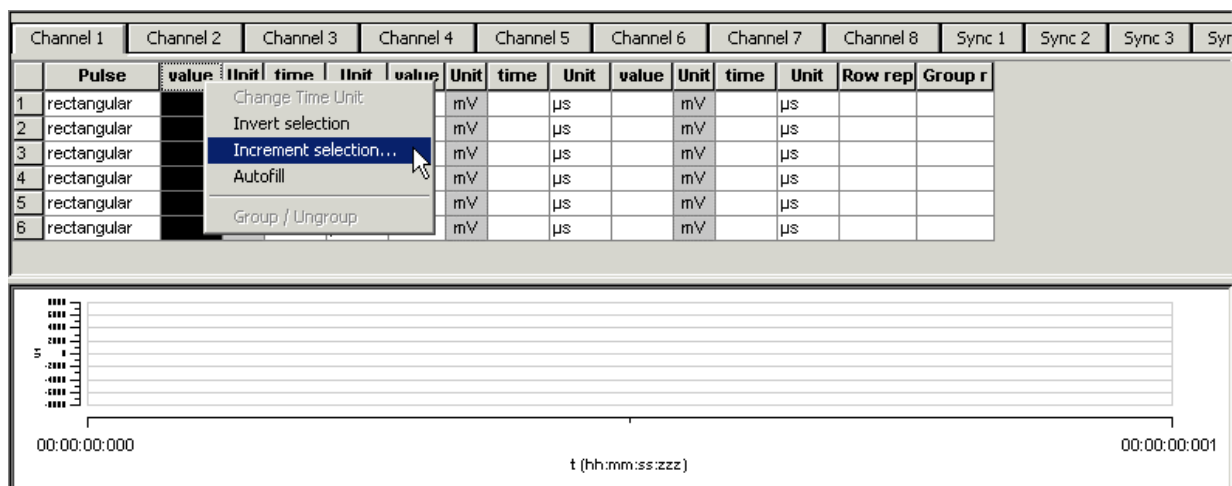 Channel 1 Channel 2 Channel 3 Channel 4 Channel 5 Channel 6 Channel 7 Channel 8 Sync 1 Sync 2 Sync 3 Syr
Pulse value Unit time Unit value Unit time Unit value Unit time Unit Row rep Group r
1 rectangular mV µs mV µs
Change Time Unit
2 rectangular mV µs mV µs
Invert selection
3 rectangular mV µs mV µs
Increment selection...
4 rectangular mV µs mV µs
Autofill
5 rectangular mV µs mV µs
6 rectangular mV µs mV µs
Group / Ungroup
2000
0
-2000
00:00:00:000 00:00:00:001
t (hh:mm:ss:zzz)